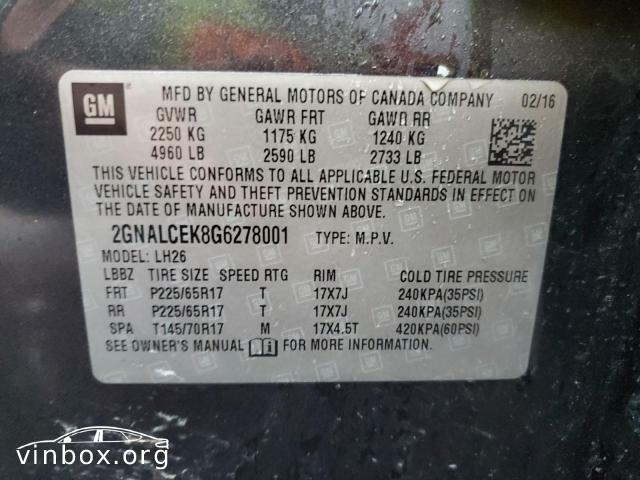 GM
MFD BY GENERAL MOTORS OF CANADA COMPANY 02/16
GVWR GAWR FRT GAWR RR
2250 KG 1175 KG 1240 KG
4960 LB 2590 LB 2733 LB
THIS VEHICLE CONFORMS TO ALL APPLICABLE U.S. FEDERAL MOTOR
VEHICLE SAFETY AND THEFT PREVENTION STANDARDS IN EFFECT ON
THE DATE OF MANUFACTURE SHOWN ABOVE.
2GNALCEK8G6278001 TYPE: M.P.V.
MODEL: LH26
LBBZ TIRE SIZE SPEED RTG RIM COLD TIRE PRESSURE
FRT P225/65R17 T 17X7J 240KPA(35PSI)
RR P225/65R17 T 17X7J 240KPA(35PSI)
SPA T145/70R17 M 17X4.5T 420KPA(60PSI)
SEE OWNER'S MANUAL FOR MORE INFORMATION.
vinbox.org